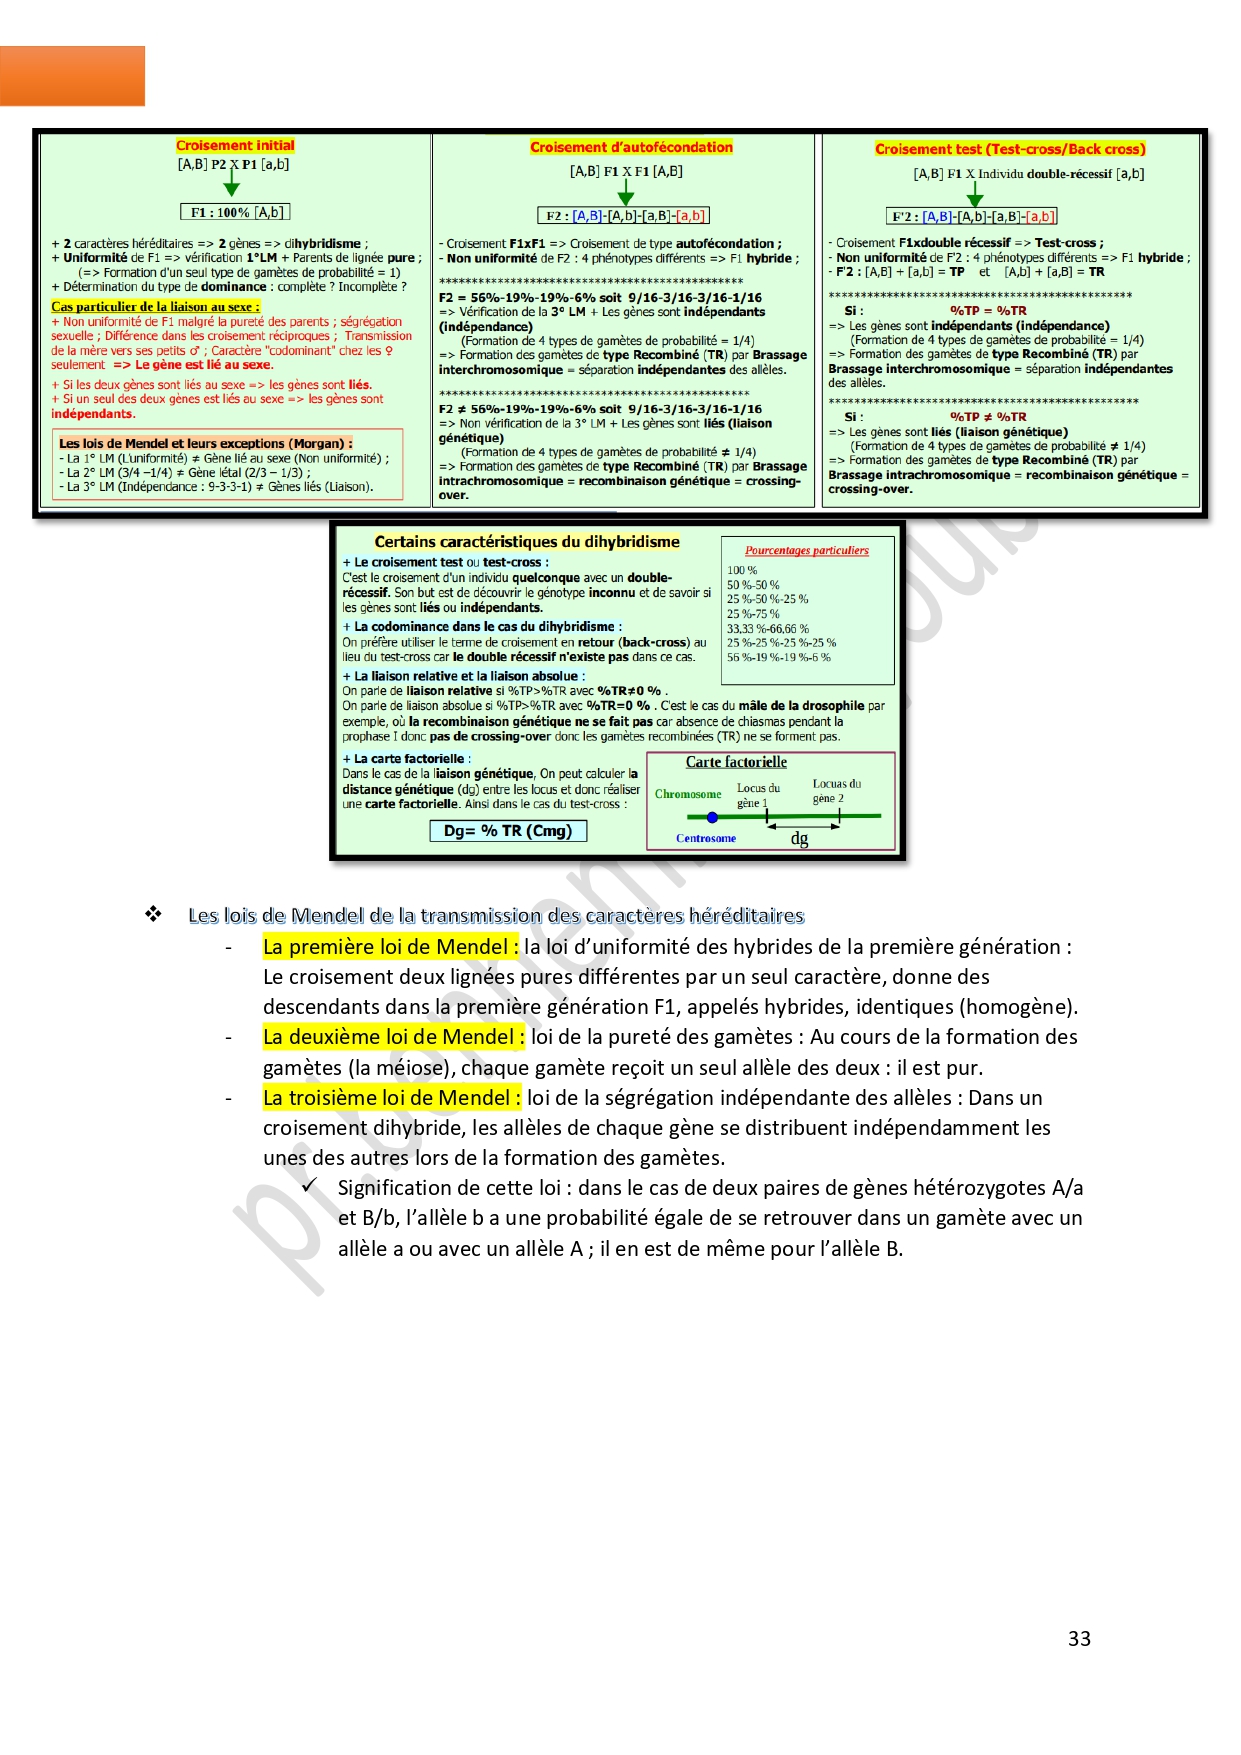 Croisement initial
[A,B] P2 X P1 [a,b]
F1 : 100% [A,b]
+ 2 caractères héréditaires => 2 gènes => dihybridisme ;
+ Uniformité de F1 => vérification 1°LM + Parents de lignée pure ;
(=> Formation d'un seul type de gamètes de probabilité = 1)
+ Détermination du type de dominance : complète ? Incomplète ?
Cas particulier de la liaison au sexe :
+ Non uniformité de F1 malgré la pureté des parents ; ségrégation
sexuelle ; Différence dans les croisement réciproques ; Transmission
de la mère vers ses petits ♂ ; Caractère "codominant" chez les ♀
seulement => Le gène est lié au sexe.
+ Si les deux gènes sont liés au sexe => les gènes sont liés.
+ Si un seul des deux gènes est liés au sexe => les gènes sont
indépendants.
Les lois de Mendel et leurs exceptions (Morgan) :
- La 1° LM (L'uniformité) ≠ Gène lié au sexe (Non uniformité) ;
- La 2° LM (3/4 –1/4) ≠ Gène létal (2/3 – 1/3) ;
- La 3° LM (Indépendance : 9-3-3-1) ≠ Gènes liés (Liaison).
Croisement d'autofécondation
[A,B] F1 X F1 [A,B]
F2 : [A,B]-[A,b]-[a,B]-[a,b]
- Croisement F1xF1 => Croisement de type autofécondation ;
- Non uniformité de F2 : 4 phénotypes différents => F1 hybride ;
************************************************
F2 = 56%-19%-19%-6% soit 9/16-3/16-3/16-1/16
=> Vérification de la 3° LM + Les gènes sont indépendants
(indépendance)
(Formation de 4 types de gamètes de probabilité = 1/4)
=> Formation des gamètes de type Recombiné (TR) par Brassage
interchromosomique = séparation indépendantes des allèles.
*************************************************
F2 ≠ 56%-19%-19%-6% soit 9/16-3/16-3/16-1/16
=> Non vérification de la 3° LM + Les gènes sont liés (liaison
génétique)
(Formation de 4 types de gamètes de probabilité ≠ 1/4)
=> Formation des gamètes de type Recombiné (TR) par Brassage
intrachromosomique = recombinaison génétique = crossing-
over.
Croisement test (Test-cross/Back cross)
[A,B] F1 X Individu double-récessif [a,b]
F'2 : [A,B]-[A,b]-[a,B]-[a,b]
- Croisement F1xdouble récessif => Test-cross ;
- Non uniformité de F'2 : 4 phénotypes différents => F1 hybride ;
- F'2 : [A,B] + [a,b] = TP et [A,b] + [a,B] = TR
************************************************
Si : %TP = %TR
=> Les gènes sont indépendants (indépendance)
(Formation de 4 types de gamètes de probabilité = 1/4)
=> Formation des gamètes de type Recombiné (TR) par
Brassage interchromosomique = séparation indépendantes
des allèles.
*************************************************
Si : %TP ≠ %TR
=> Les gènes sont liés (liaison génétique)
(Formation de 4 types de gamètes de probabilité ≠ 1/4)
=> Formation des gamètes de type Recombiné (TR) par
Brassage intrachromosomique = recombinaison génétique =
crossing-over.
Certains caractéristiques du dihybridisme
+ Le croisement test ou test-cross :
C'est le croisement d'un individu quelconque avec un double-
récessif. Son but est de découvrir le génotype inconnu et de savoir si
les gènes sont liés ou indépendants.
+ La codominance dans le cas du dihybridisme :
On préfère utiliser le terme de croisement en retour (back-cross) au
lieu du test-cross car le double récessif n'existe pas dans ce cas.
Pourcentages particuliers
100 %
50 %-50 %
25 %-50 %-25 %
25 %-75 %
33,33 %-66,66 %
25 %-25 %-25 %-25 %
56 %-19 %-19 %-6 %
+ La liaison relative et la liaison absolue :
On parle de liaison relative si %TP>%TR avec %TR≠0 % .
On parle de liaison absolue si %TP>%TR avec %TR=0 % . C'est le cas du mâle de la drosophile par
exemple, où la recombinaison génétique ne se fait pas car absence de chiasmas pendant la
prophase I donc pas de crossing-over donc les gamètes recombinées (TR) ne se forment pas.
+ La carte factorielle :
Dans le cas de la liaison génétique, On peut calculer la
distance génétique (dg) entre les locus et donc réaliser
une carte factorielle. Ainsi dans le cas du test-cross :
Dg= % TR (Cmg)
Carte factorielle
Chromosome
Locus du
gène 1
Locuas du
gène 2
Centrosome
dg
❖ Les lois de Mendel de la transmission des caractères héréditaires
- La première loi de Mendel : la loi d’uniformité des hybrides de la première génération :
Le croisement deux lignées pures différentes par un seul caractère, donne des
descendants dans la première génération F1, appelés hybrides, identiques (homogène).
- La deuxième loi de Mendel : loi de la pureté des gamètes : Au cours de la formation des
gamètes (la méiose), chaque gamète reçoit un seul allèle des deux : il est pur.
- La troisième loi de Mendel : loi de la ségrégation indépendante des allèles : Dans un
croisement dihybride, les allèles de chaque gène se distribuent indépendamment les
unes des autres lors de la formation des gamètes.
✓ Signification de cette loi : dans le cas de deux paires de gènes hétérozygotes A/a
et B/b, l’allèle b a une probabilité égale de se retrouver dans un gamète avec un
allèle a ou avec un allèle A ; il en est de même pour l’allèle B.
33